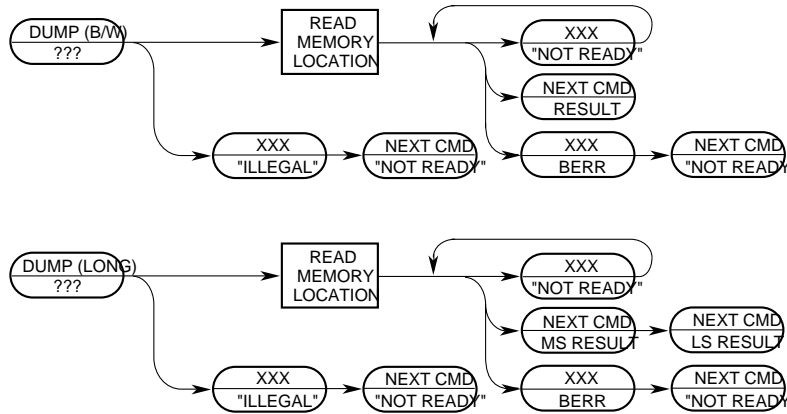 DUMP (B/W)
???
READ
MEMORY
LOCATION
XXX
"NOT READY"
NEXT CMD
RESULT
XXX
"ILLEGAL"
NEXT CMD
"NOT READY"
XXX
BERR
NEXT CMD
"NOT READY"
DUMP (LONG)
???
READ
MEMORY
LOCATION
XXX
"NOT READY"
NEXT CMD
MS RESULT
NEXT CMD
LS RESULT
XXX
"ILLEGAL"
NEXT CMD
"NOT READY"
XXX
BERR
NEXT CMD
"NOT READY"